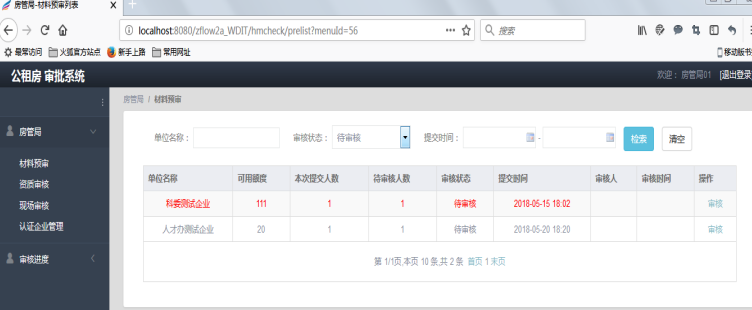 房管局-材料预审列表 X
localhost:8080/zflow2a_WDIT/hmcheck/prelist?menuId=56 搜索
最常访问 火狐官方站点 新手上路 常用网址 移动版书
公租房 审批系统 欢迎： 房管局01 [退出登录
房管局 / 材料预审
房管局
材料预审
资质审核
现场审核
认证企业管理
审核进度
单位名称： 审核状态： 待审核 提交时间： - 检索 清空
单位名称 可用额度 本次提交人数 待审核人数 审核状态 提交时间 审核人 审核时间 操作
科委测试企业 111 1 1 待审核 2018-05-15 18:02 审核
人才办测试企业 20 1 1 待审核 2018-05-20 18:20 审核
第 1/1页,本页 10 条,共 2 条 首页 1 末页